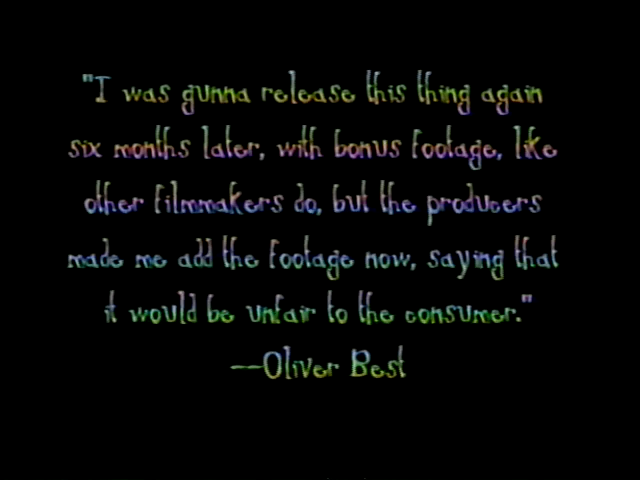 "I was gunna release this thing again
six months later, with bonus footage, like
other filmmakers do, but the producers
made me add the footage now, saying that
it would be unfair to the consumer."
—Oliver Best